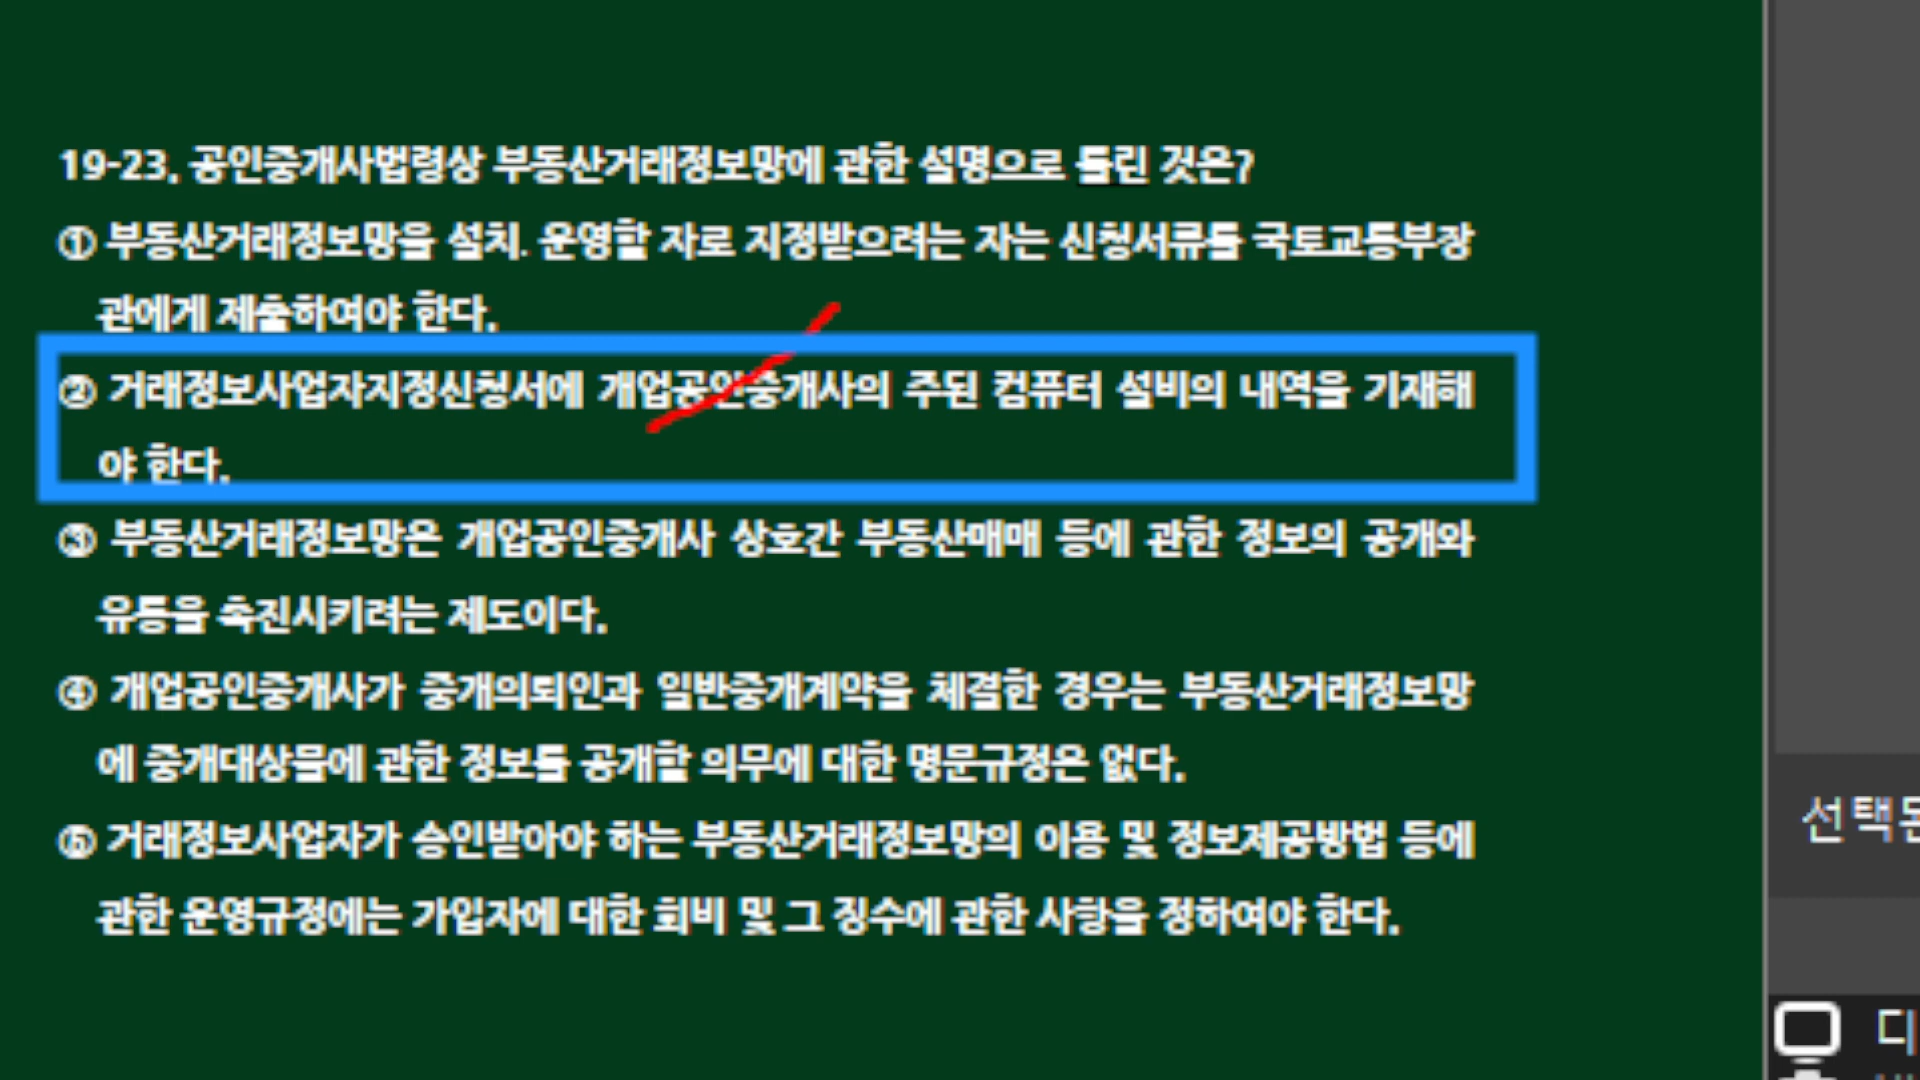 19-23. 공인중개사법령상 부동산거래정보망에 관한 설명으로 틀린 것은?
① 부동산거래정보망을 설치. 운영할 자로 지정받으려는 자는 신청서류를 국토교통부장
관에게 제출하여야 한다.
② 거래정보사업자지정신청서에 개업공인중개사의 주된 컴퓨터 설비의 내역을 기재해
야 한다.
③ 부동산거래정보망은 개업공인중개사 상호간 부동산매매 등에 관한 정보의 공개와
유통을 촉진시키려는 제도이다.
④ 개업공인중개사가 중개의뢰인과 일반중개계약을 체결한 경우는 부동산거래정보망
에 중개대상물에 관한 정보를 공개할 의무에 대한 명문규정은 없다.
⑤ 거래정보사업자가 승인받아야 하는 부동산거래정보망의 이용 및 정보제공방법 등에
관한 운영규정에는 가입자에 대한 회비 및 그 징수에 관한 사항을 정하여야 한다.
선택된
디